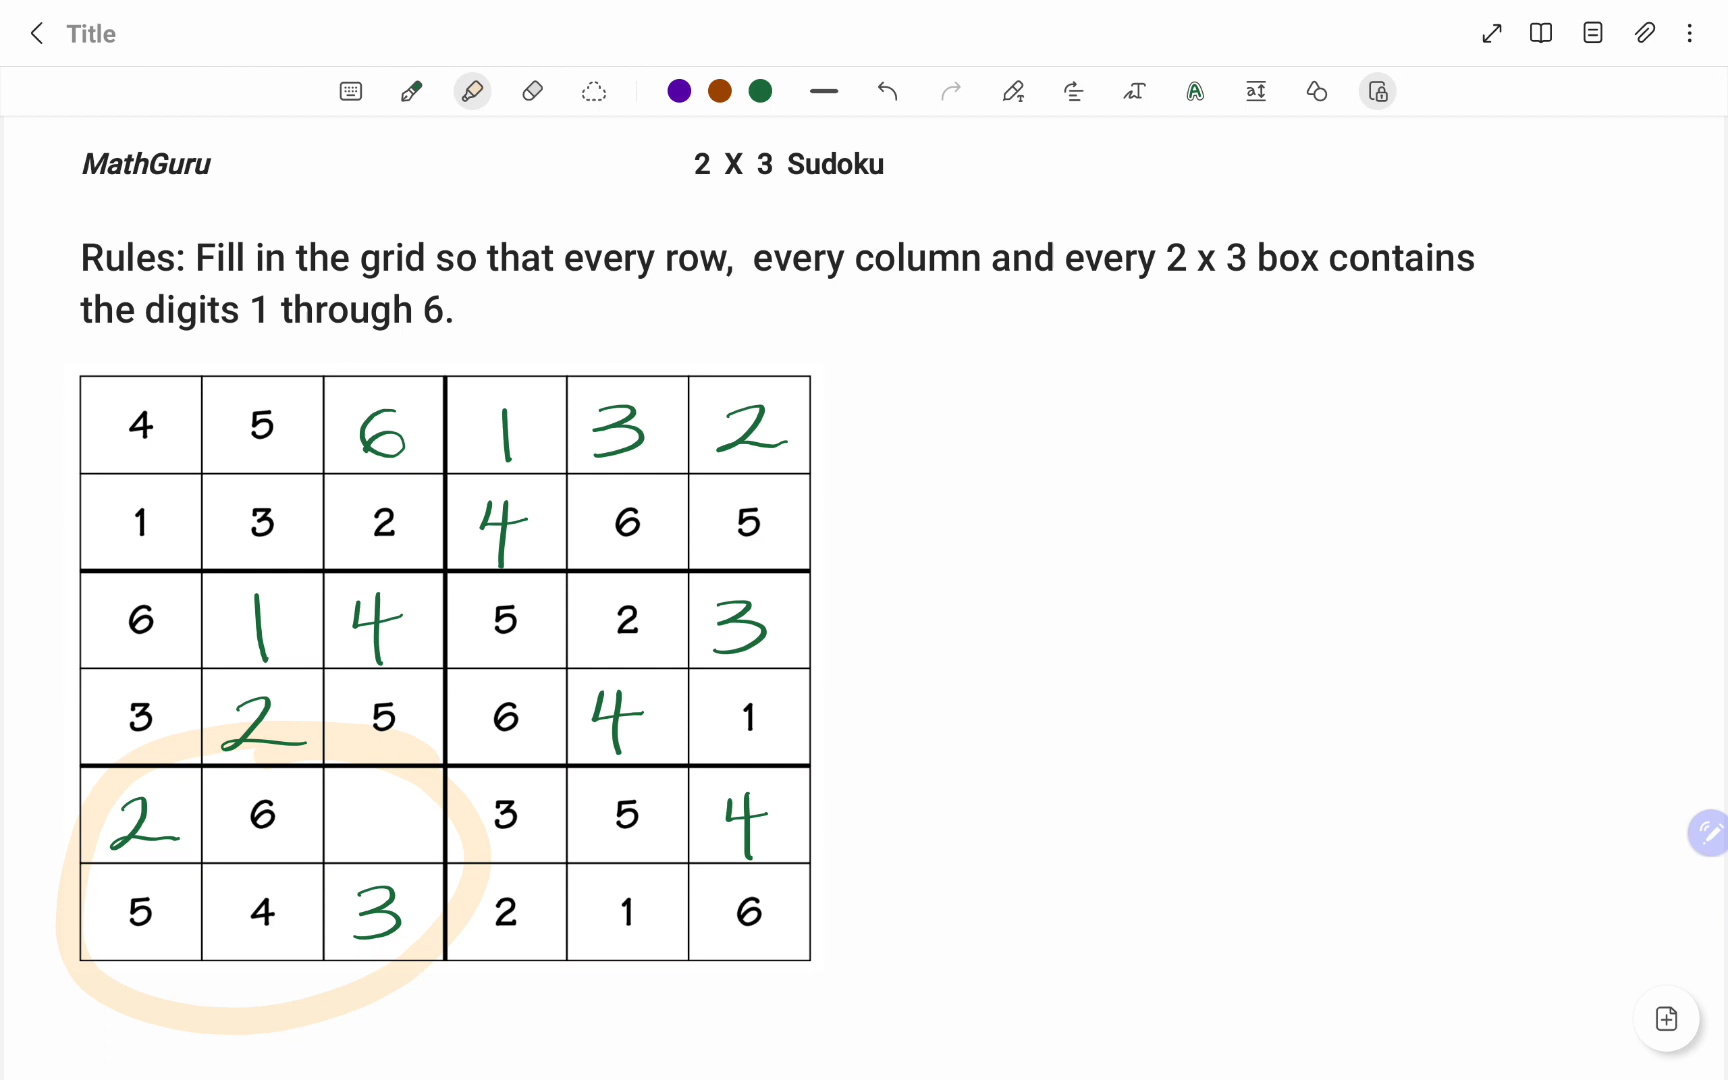 Title
MathGuru
2 X 3 Sudoku
Rules: Fill in the grid so that every row, every column and every 2 x 3 box contains
the digits 1 through 6.
4 5 6 1 3 2
1 3 2 4 6 5
6 1 4 5 2 3
3 2 5 6 4 1
2 6 3 5 4
5 4 3 2 1 6